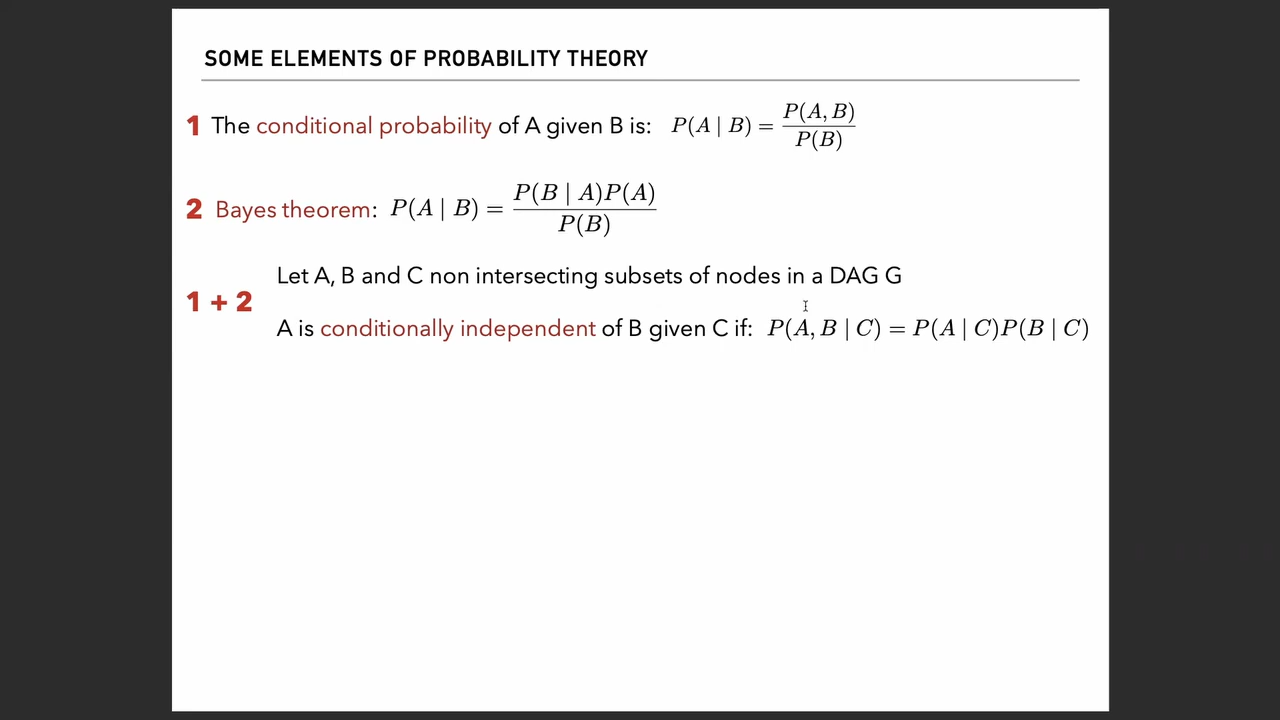 SOME ELEMENTS OF PROBABILITY THEORY
1 The conditional probability of A given B is: P(A | B) = P(A, B) / P(B)
2 Bayes theorem: P(A | B) = P(B | A)P(A) / P(B)
Let A, B and C non intersecting subsets of nodes in a DAG G
1 + 2
A is conditionally independent of B given C if: P(A, B | C) = P(A | C)P(B | C)